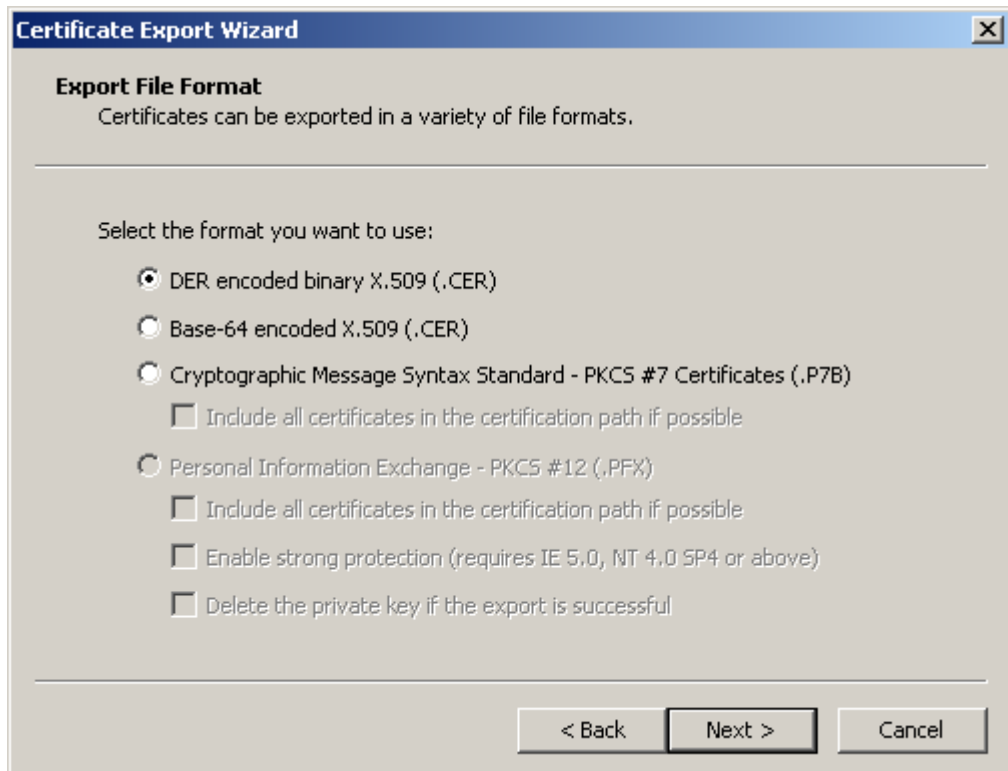 Certificate Export Wizard
Export File Format
Certificates can be exported in a variety of file formats.
Select the format you want to use:
DER encoded binary X.509 (.CER)
Base-64 encoded X.509 (.CER)
Cryptographic Message Syntax Standard - PKCS #7 Certificates (.P7B)
Include all certificates in the certification path if possible
Personal Information Exchange - PKCS #12 (.PFX)
Include all certificates in the certification path if possible
Enable strong protection (requires IE 5.0, NT 4.0 SP4 or above)
Delete the private key if the export is successful
< Back Next > Cancel